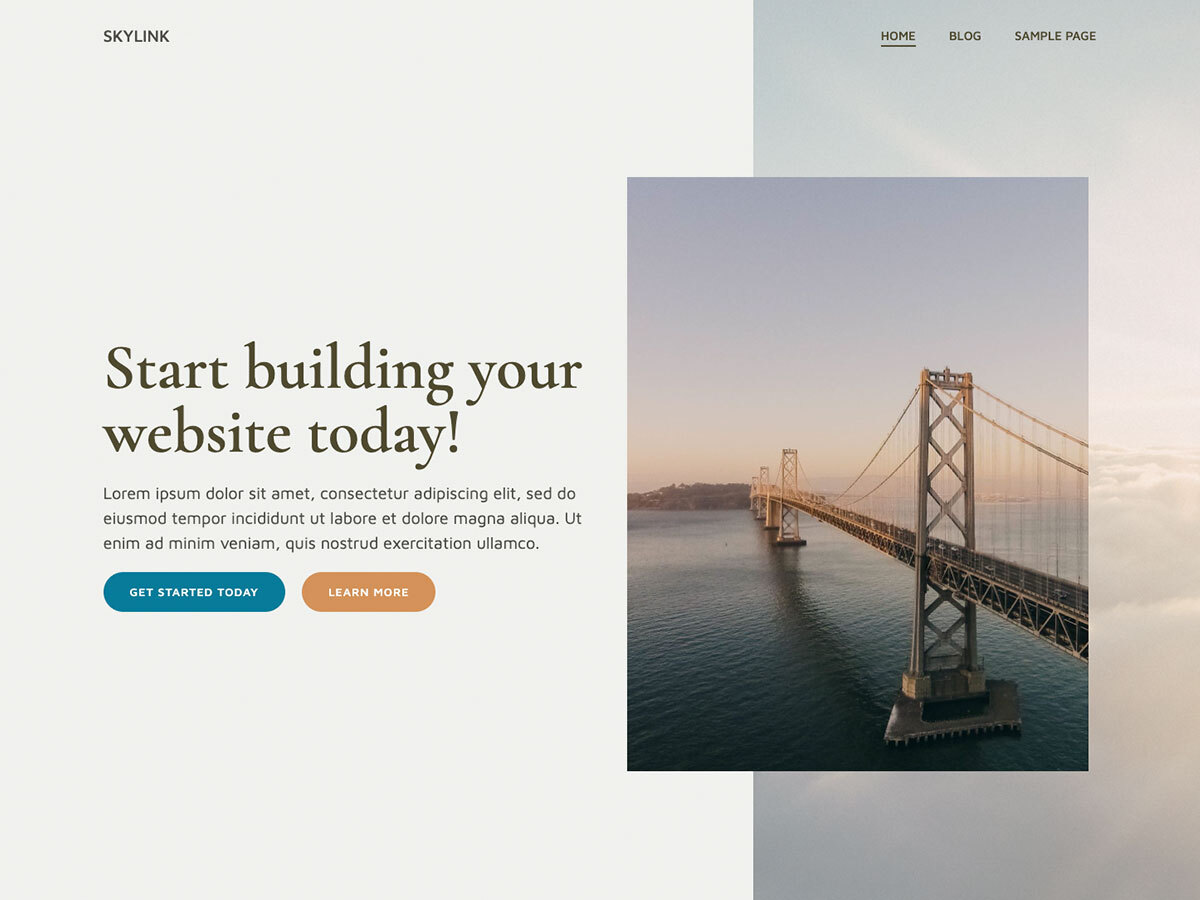 SKYLINK
HOME BLOG SAMPLE PAGE
Start building your
website today!
Lorem ipsum dolor sit amet, consectetur adipiscing elit, sed do
eiusmod tempor incididunt ut labore et dolore magna aliqua. Ut
enim ad minim veniam, quis nostrud exercitation ullamco.
GET STARTED TODAY LEARN MORE